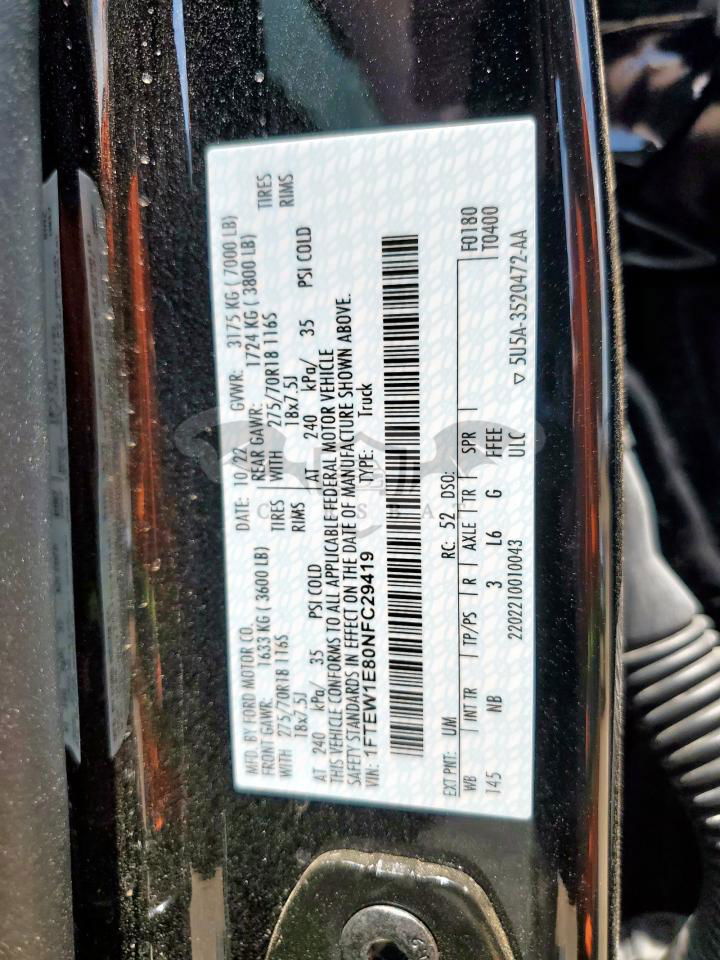 MFD. BY FORD MOTOR CO. DATE: 10/22 GVWR: 3175 KG ( 7000 LB)
FRONT GAWR: 1633 KG ( 3600 LB) REAR GAWR: 1724 KG ( 3800 LB)
WITH 275/70R18 116S TIRES WITH 275/70R18 116S TIRES
18x7.5J RIMS 18x7.5J RIMS
AT 240 kPa/ 35 PSI COLD AT 240 kPa/ 35 PSI COLD
THIS VEHICLE CONFORMS TO ALL APPLICABLE FEDERAL MOTOR VEHICLE
SAFETY STANDARDS IN EFFECT ON THE DATE OF MANUFACTURE SHOWN ABOVE.
VIN: 1FTEW1E80NFC29419 TYPE: Truck
EXT PNT: UM RC: 52 DSO: F0180
WB INT TR TP/PS R AXLE TR SPR T0400
145 NB 3 L6 G FFEE
2202210010043 ULC ▽ 5U5A-3520472-AA